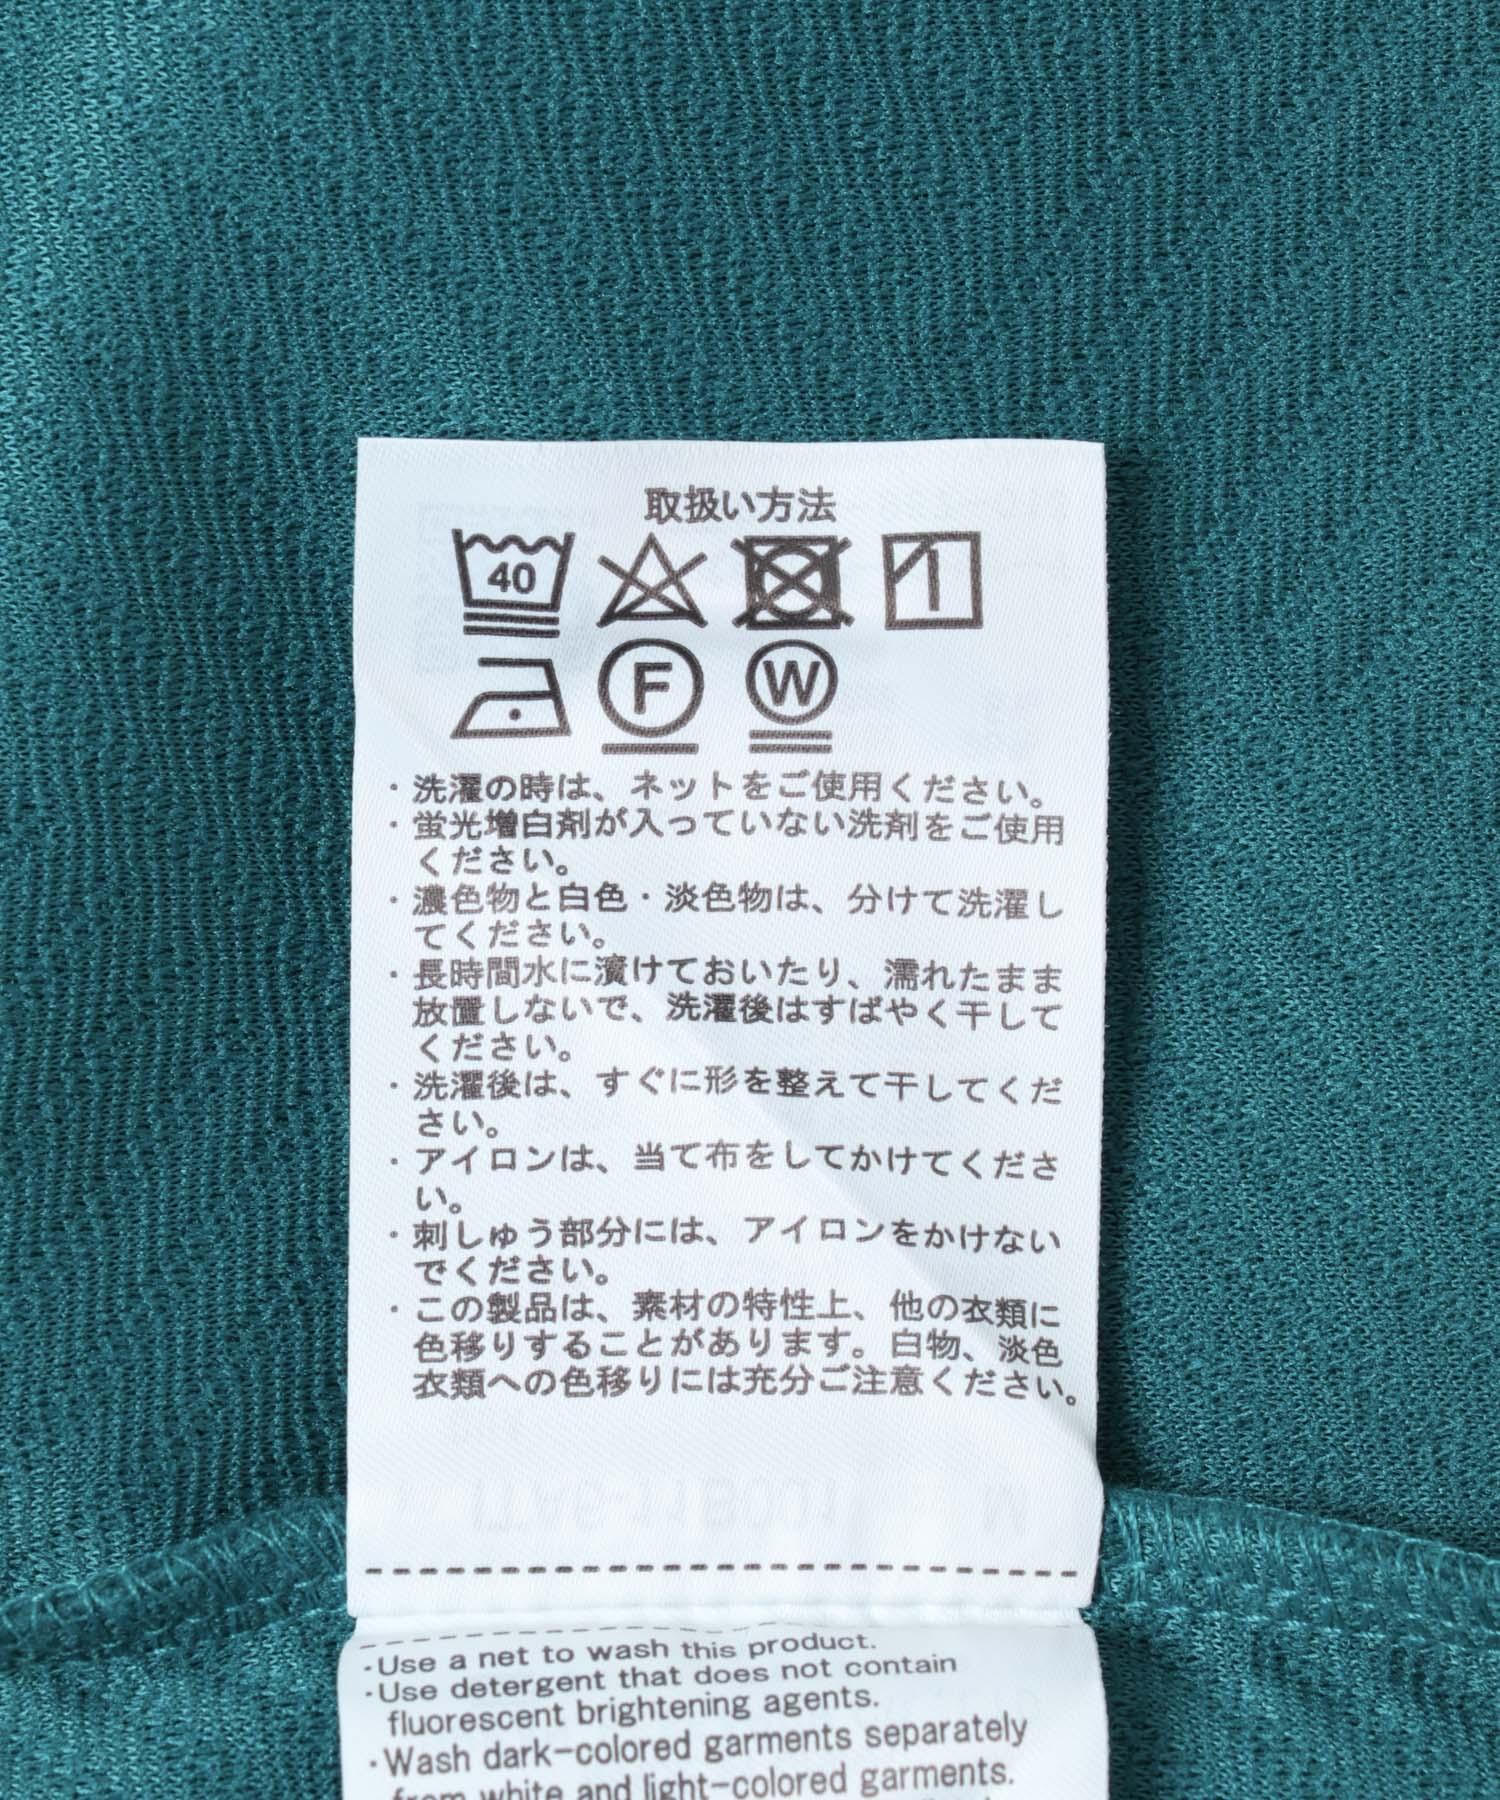 取扱い方法
40
F
W
・洗濯の時は、ネットをご使用ください。
・蛍光増白剤が入っていない洗剤をご使用
ください。
・濃色物と白色・淡色物は、分けて洗濯し
てください。
・長時間水に漬けておいたり、濡れたまま
放置しないで、洗濯後はすばやく干して
ください。
・洗濯後は、すぐに形を整えて干してくだ
さい。
・アイロンは、当て布をしてかけてくださ
い。
・刺しゅう部分には、アイロンをかけない
でください。
・この製品は、素材の特性上、他の衣類に
色移りすることがあります。白物、淡色
衣類への色移りには充分ご注意ください。
・Use a net to wash this product.
・Use detergent that does not contain
fluorescent brightening agents.
・Wash dark-colored garments separately
from white and light-colored garments.